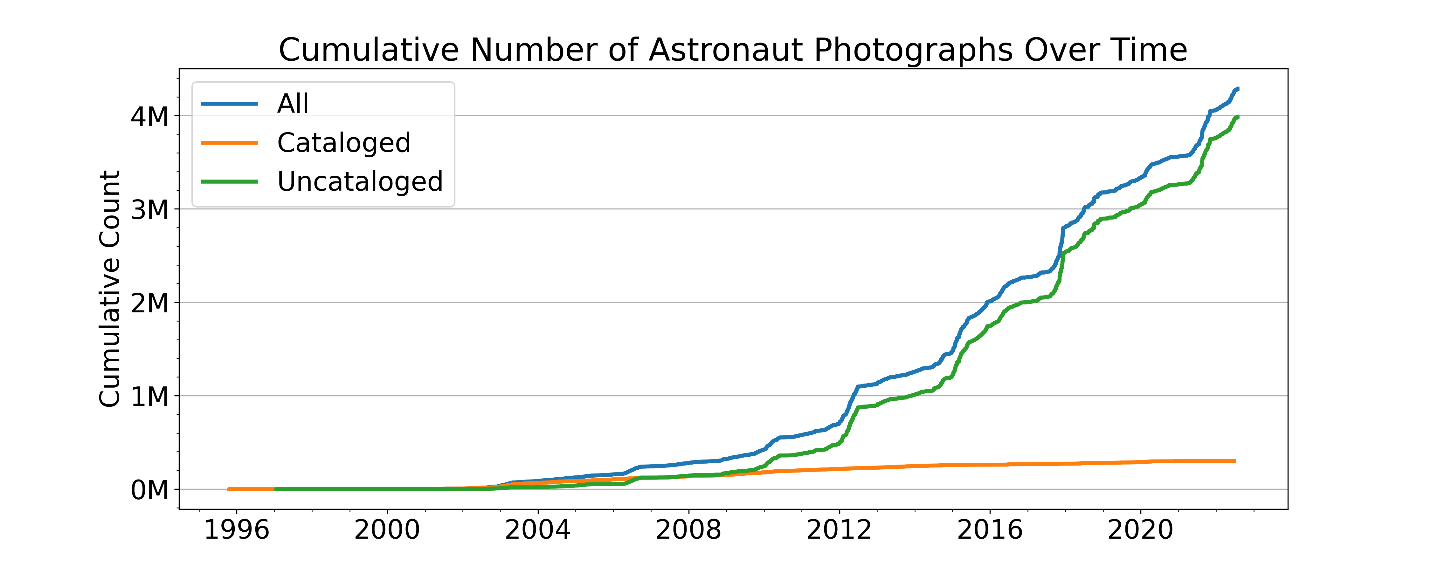 Cumulative Number of Astronaut Photographs Over Time
All
Cataloged
Uncataloged
Cumulative Count
4M
3M
2M
1M
0M
1996 2000 2004 2008 2012 2016 2020